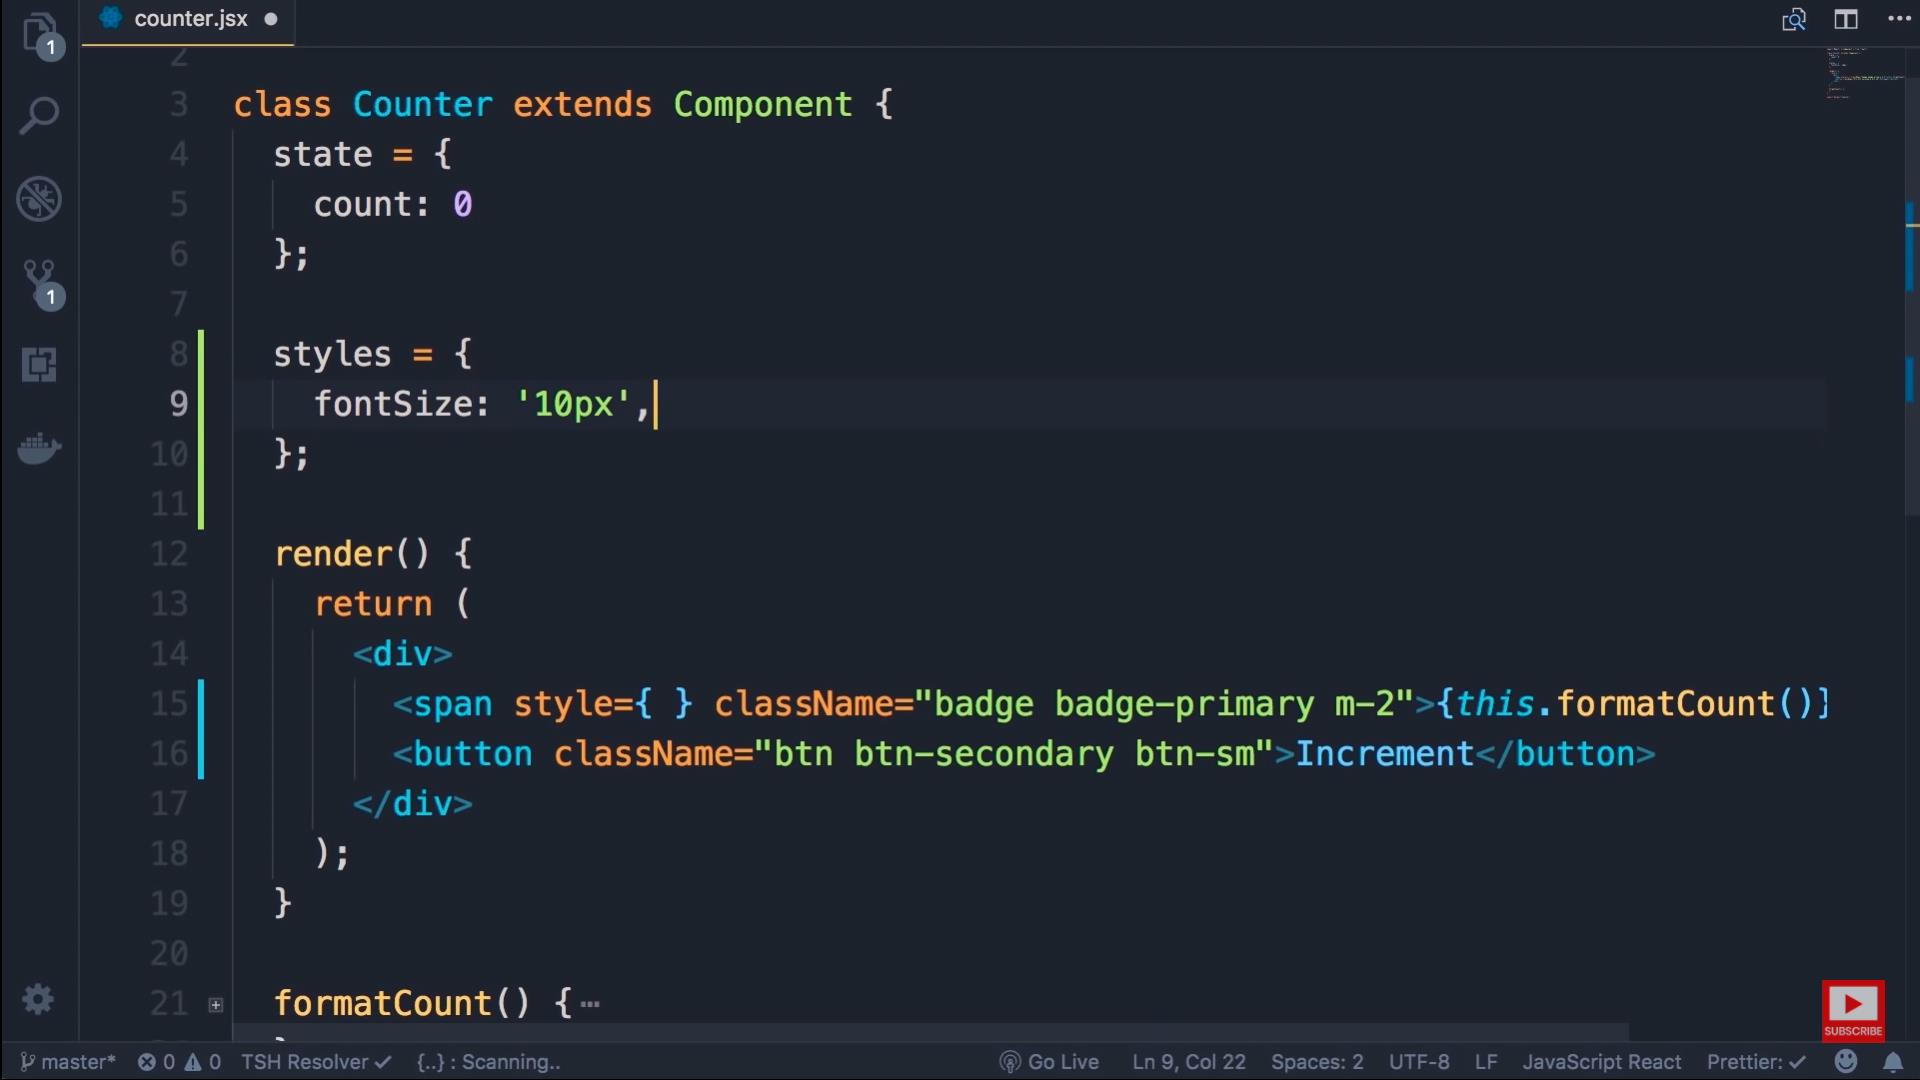 counter.jsx
1
1
2
3 class Counter extends Component {
4 state = {
5 count: 0
6 };
7
8 styles = {
9 fontSize: '10px',
10 };
11
12 render() {
13 return (
14 <div>
15 <span style={ } className="badge badge-primary m-2">{this.formatCount()}
16 <button className="btn btn-secondary btn-sm">Increment</button>
17 </div>
18 );
19 }
20
21 formatCount() {
SUBSCRIBE
master* 0 0 TSH Resolver {..} : Scanning.. Go Live Ln 9, Col 22 Spaces: 2 UTF-8 LF JavaScript React Prettier: